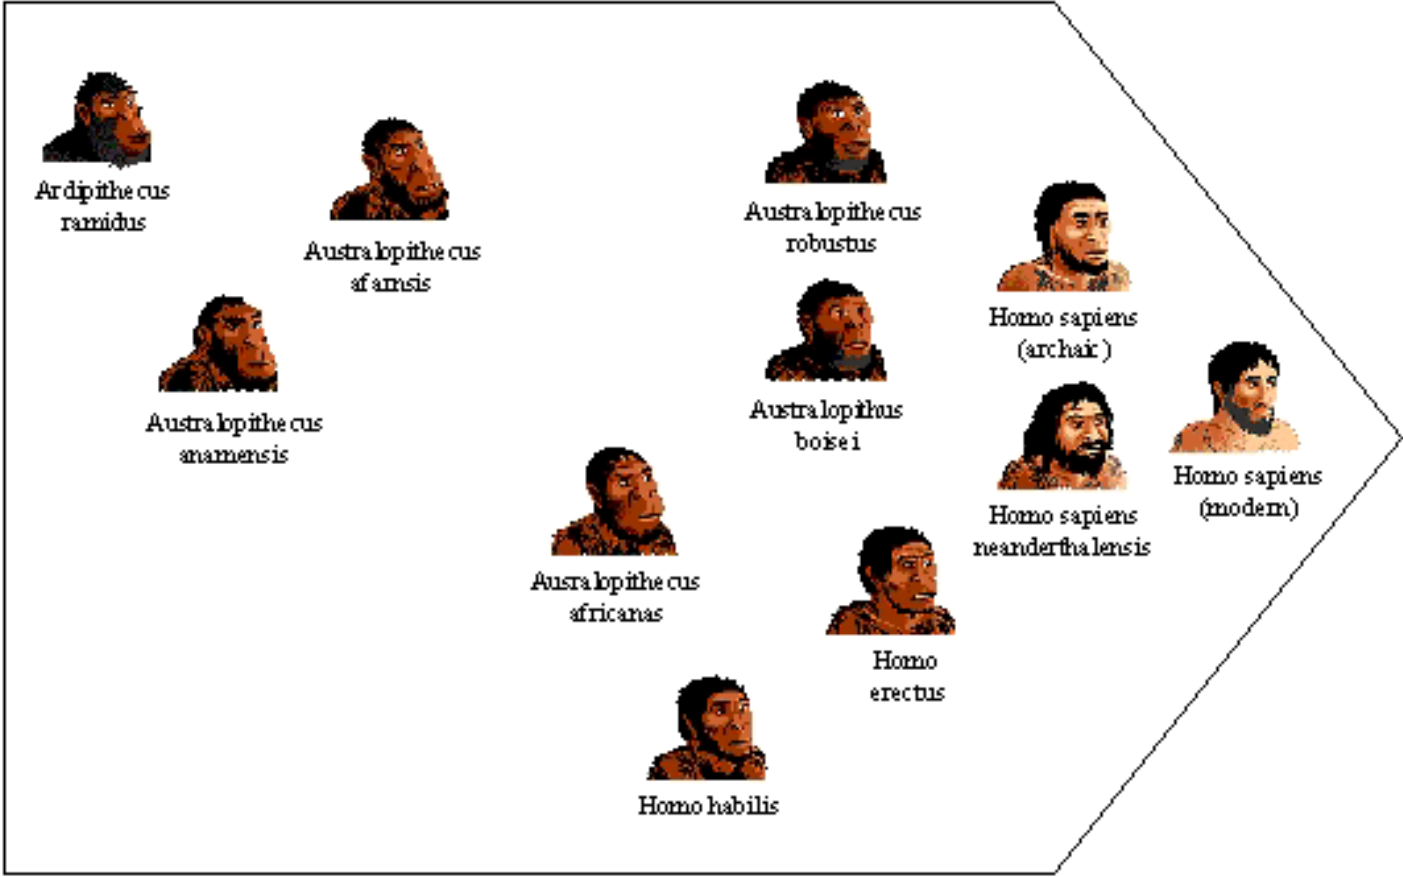 Ardipithecus
ramidus
Australopithecus
afarnsis
Australopithecus
robustus
Homo sapiens
(archaic)
Australopithecus
anamensis
Australopithus
boisei
Homo sapiens
(modern)
Homo sapiens
neanderthalensis
Ausralopithecus
africanas
Homo
erectus
Homo habilis